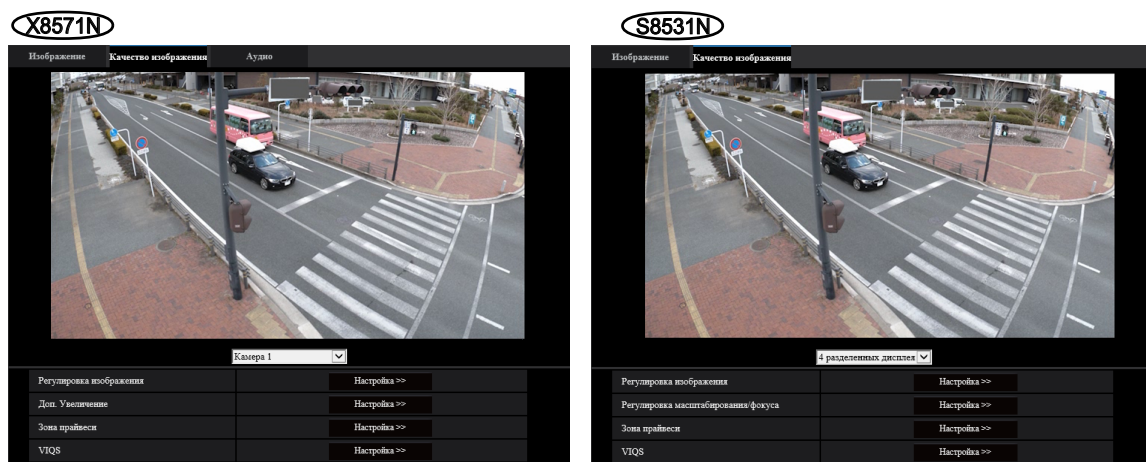 X8571N
Изображение Качество изображения Аудио
Камера 1
Регулировка изображения Настройка >>
Доп. Увеличение Настройка >>
Зона прайвеси Настройка >>
VIQS Настройка >>
S8531N
Изображение Качество изображения
4 разделенных дисплея
Регулировка изображения Настройка >>
Регулировка масштабирования/фокуса Настройка >>
Зона прайвеси Настройка >>
VIQS Настройка >>